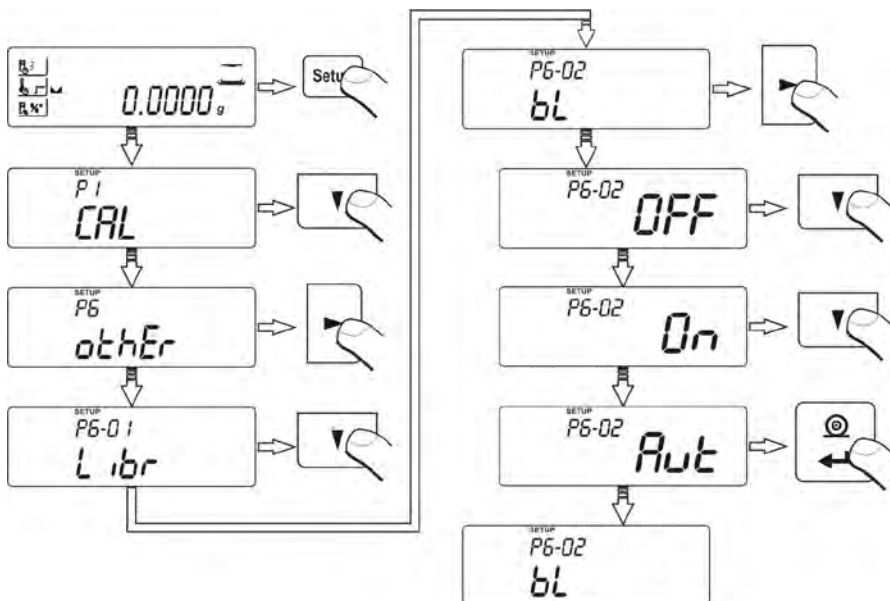 0.0000 g
Setu
SETUP
P1
CAL
SETUP
P6
othEr
SETUP
P6-01
Libr
SETUP
P6-02
bL
SETUP
P6-02
OFF
SETUP
P6-02
On
SETUP
P6-02
Aut
SETUP
P6-02
bL